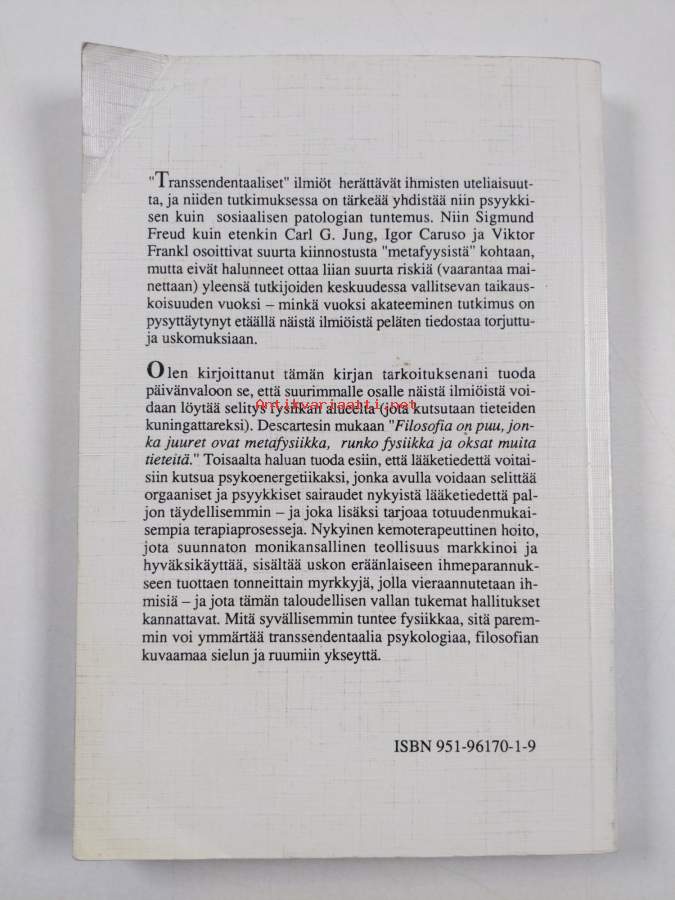 "Transsendentaaliset" ilmiöt herättävät ihmisten uteliaisuut-
ta, ja niiden tutkimuksessa on tärkeää yhdistää niin psyykki-
sen kuin sosiaalisen patologian tuntemus. Niin Sigmund
Freud kuin etenkin Carl G. Jung, Igor Caruso ja Viktor
Frankl osoittivat suurta kiinnostusta "metafyysistä" kohtaan,
mutta eivät halunneet ottaa liian suurta riskiä (vaarantaa mai-
nettaan) yleensä tutkijoiden keskuudessa vallitsevan taikaus-
koisuuden vuoksi – minkä vuoksi akateeminen tutkimus on
pysyttäytynyt etäällä näistä ilmiöistä peläten tiedostaa torjuttu-
ja uskomuksiaan.
Olen kirjoittanut tämän kirjan tarkoituksenani tuoda
päivänvaloon se, että suurimmalle osalle näistä ilmiöistä voi-
daan löytää selitys fysiikan alueelta (jota kutsutaan tieteiden
Antikvariaatti.net
kuningattareksi). Descartesin mukaan "Filosofia on puu, jon-
ka juuret ovat metafysiikka, runko fysiikka ja oksat muita
tieteitä." Toisaalta haluan tuoda esiin, että lääketiedettä voitai-
siin kutsua psykoenergetiikaksi, jonka avulla voidaan selittää
orgaaniset ja psyykkiset sairaudet nykyistä lääketiedettä pal-
jon täydellisemmin – ja joka lisäksi tarjoaa totuudenmukai-
sempia terapiaprosesseja. Nykyinen kemoterapeuttinen hoito,
jota suunnaton monikansallinen teollisuus markkinoi ja
hyväksikäyttää, sisältää uskon eräänlaiseen ihmeparannuk-
seen tuottaen tonneittain myrkkyjä, jolla vieraannutetaan ih-
misiä – ja jota tämän taloudellisen vallan tukemat hallitukset
kannattavat. Mitä syvällisemmin tuntee fysiikkaa, sitä parem-
min voi ymmärtää transsendentaalia psykologiaa, filosofian
kuvaamaa sielun ja ruumiin ykseyttä.
ISBN 951-96170-1-9